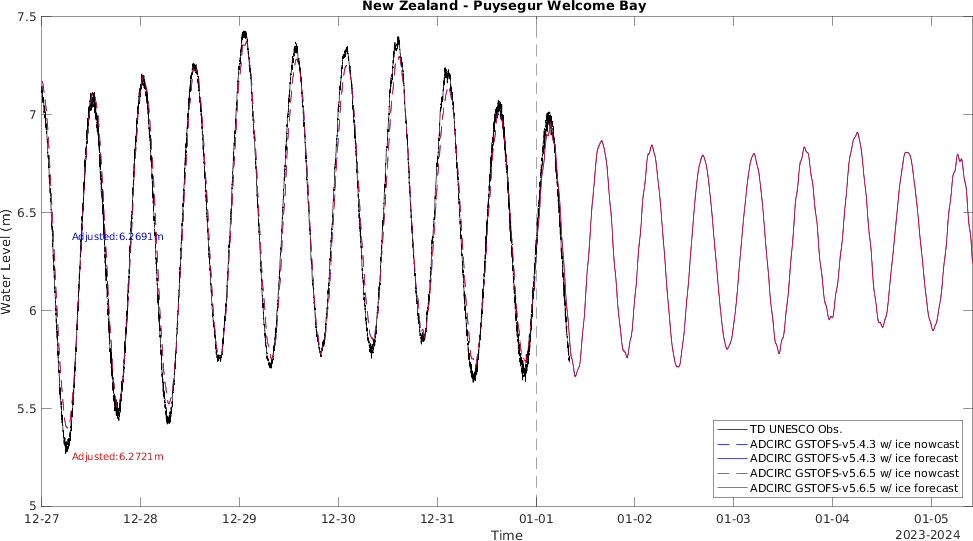 New Zealand - Puysegur Welcome Bay
7.5
7
6.5
6
5.5
5
Water Level (m)
Adjusted:6.2691m
Adjusted:6.2721m
TD UNESCO Obs.
ADCIRC GSTOFS-v5.4.3 w/ ice nowcast
ADCIRC GSTOFS-v5.4.3 w/ ice forecast
ADCIRC GSTOFS-v5.6.5 w/ ice nowcast
ADCIRC GSTOFS-v5.6.5 w/ ice forecast
12-27 12-28 12-29 12-30 12-31 01-01 01-02 01-03 01-04 01-05
Time
2023-2024